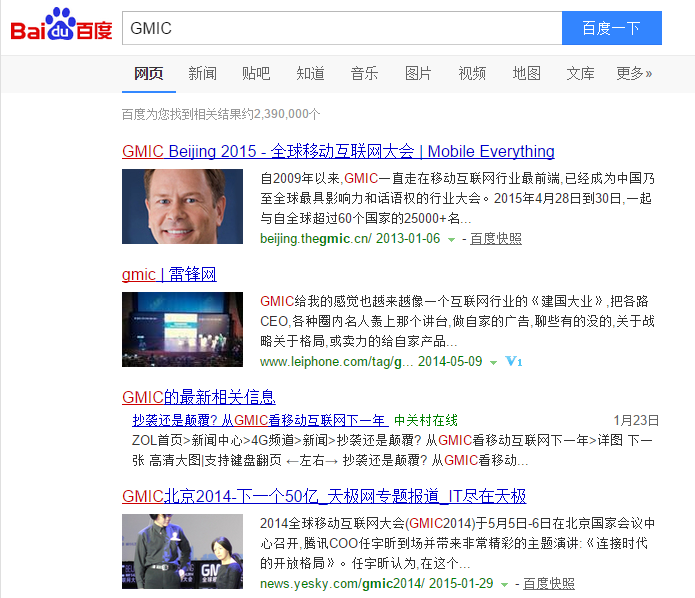 Bai du 百度
GMIC
百度一下
网页 新闻 贴吧 知道 音乐 图片 视频 地图 文库 更多»
百度为您找到相关结果约2,390,000个
GMIC Beijing 2015 - 全球移动互联网大会 | Mobile Everything
自2009年以来,GMIC一直走在移动互联网行业最前端,已经成为中国乃
至全球最具影响力和话语权的行业大会。2015年4月28日到30日,一起
与自全球超过60个国家的25000+名...
beijing.thegmic.cn/ 2013-01-06 - 百度快照
gmic | 雷锋网
GMIC给我的感觉也越来越像一个互联网行业的《建国大业》,把各路
CEO,各种圈内名人轰上那个讲台,做自家的广告,聊些有的没的,关于战
略关于格局,或卖力的给自家产品...
www.leiphone.com/tag/g... 2014-05-09 V1
GMIC的最新相关信息
抄袭还是颠覆? 从GMIC看移动互联网下一年 中关村在线 1月23日
ZOL首页>新闻中心>4G频道>新闻>抄袭还是颠覆? 从GMIC看移动互联网下一年>详图 下一
张 高清大图|支持键盘翻页 ←左右→ 抄袭还是颠覆? 从GMIC看移动...
GMIC北京2014-下一个50亿_天极网专题报道_IT尽在天极
2014全球移动互联网大会(GMIC2014)于5月5日-6日在北京国家会议中
心召开,腾讯COO任宇昕到场并带来非常精彩的主题演讲:《连接时代
的开放格局》。任宇昕认为,在这个...
news.yesky.com/gmic2014/ 2015-01-29 - 百度快照